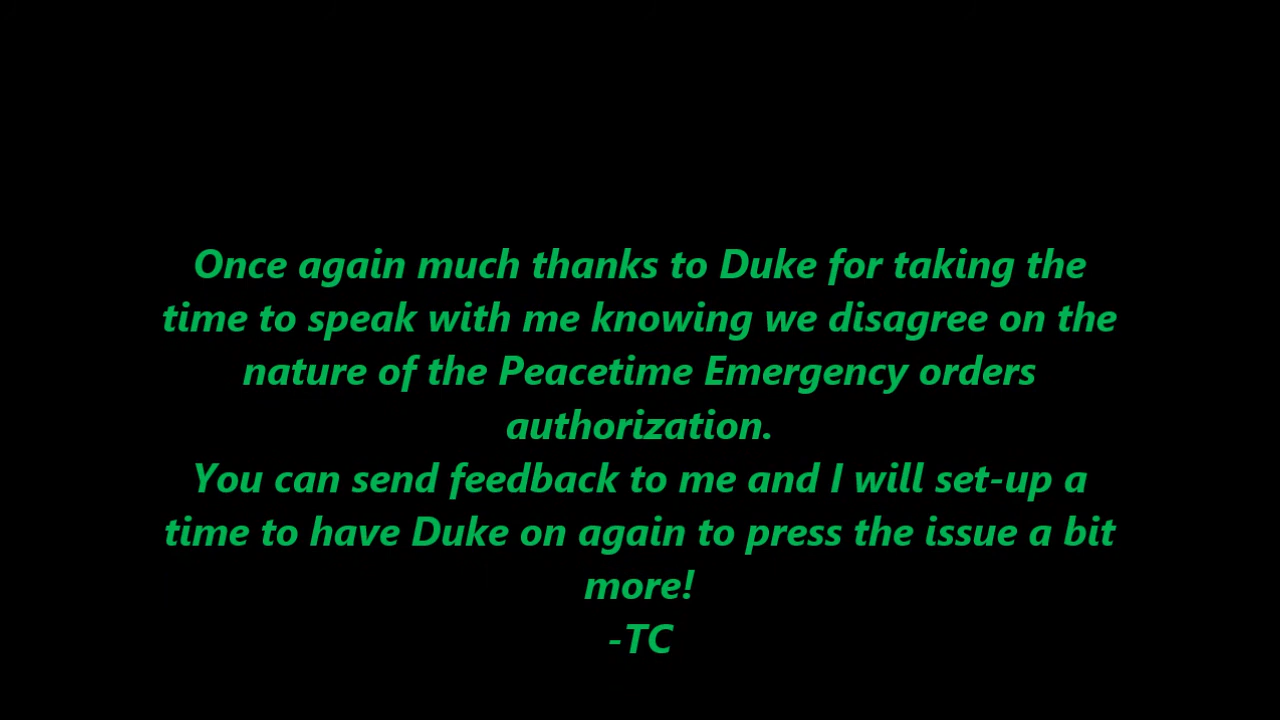 Once again much thanks to Duke for taking the
time to speak with me knowing we disagree on the
nature of the Peacetime Emergency orders
authorization.
You can send feedback to me and I will set-up a
time to have Duke on again to press the issue a bit
more!
-TC